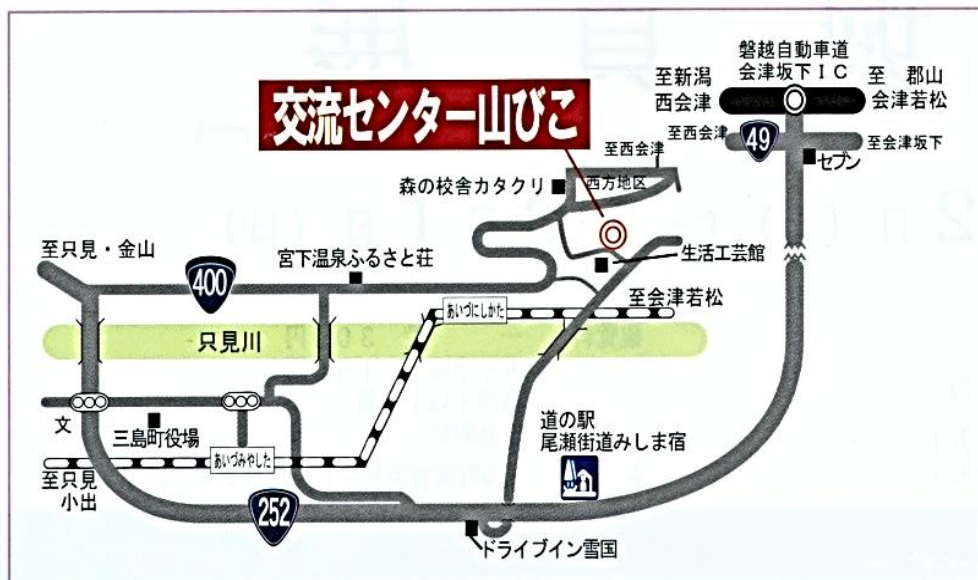 磐越自動車道
会津坂下IC
至新潟
西会津
至 郡山
会津若松
交流センター山びこ
至西会津
49
至会津坂下
セブン
至西会津
西方地区
森の校舎カタクリ
至只見・金山
宮下温泉ふるさと荘
生活工芸館
400
至会津若松
あいづにしかた
只見川
文
三島町役場
あいづみやした
道の駅
尾瀬街道みしま宿
至只見
小出
252
ドライブイン雪国